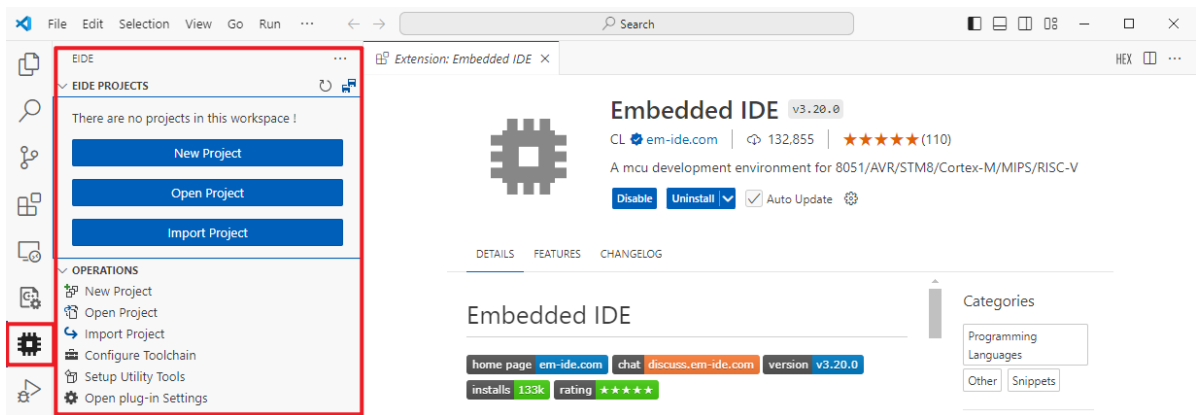 File Edit Selection View Go Run ··· Search
EIDE ···
EIDE PROJECTS
There are no projects in this workspace !
New Project
Open Project
Import Project
OPERATIONS
New Project
Open Project
Import Project
Configure Toolchain
Setup Utility Tools
Open plug-in Settings
Extension: Embedded IDE
HEX ···
Embedded IDE v3.20.0
CL em-ide.com | 132,855 | ★★★★★(110)
A mcu development environment for 8051/AVR/STM8/Cortex-M/MIPS/RISC-V
Disable Uninstall Auto Update
DETAILS FEATURES CHANGELOG
Embedded IDE
home page em-ide.com chat discuss.em-ide.com version v3.20.0
installs 133k rating ★★★★★
Categories
Programming
Languages
Other Snippets